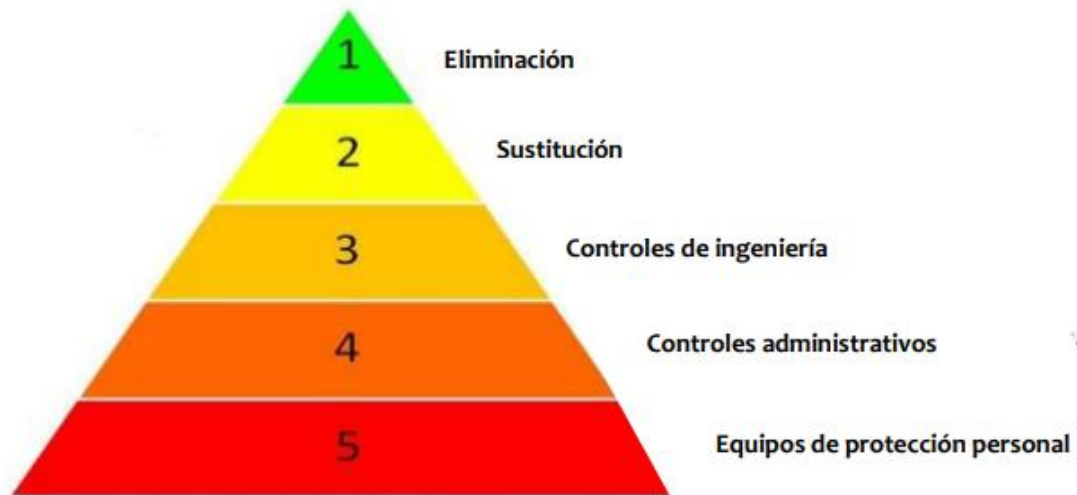 1 Eliminación
2 Sustitución
3 Controles de ingeniería
4 Controles administrativos
5 Equipos de protección personal